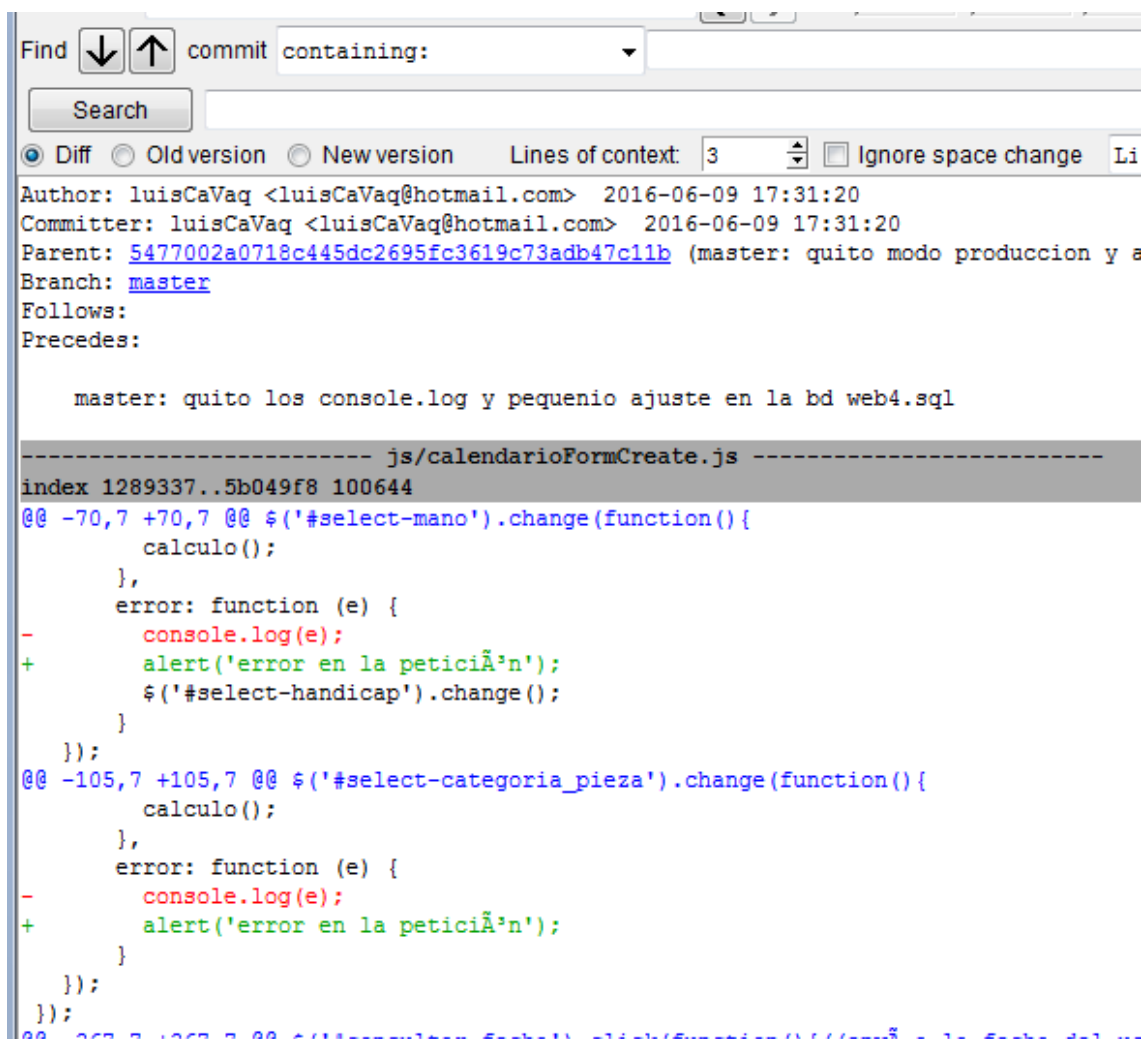 Find commit containing:
Search
Diff Old version New version Lines of context: 3 Ignore space change Li
Author: luisCaVaq <luisCaVaq@hotmail.com>  2016-06-09 17:31:20
Committer: luisCaVaq <luisCaVaq@hotmail.com>  2016-06-09 17:31:20
Parent: 5477002a0718c445dc2695fc3619c73adb47c11b (master: quito modo produccion y a
Branch: master
Follows:
Precedes:
master: quito los console.log y pequenio ajuste en la bd web4.sql
-------------------------- js/calendarioFormCreate.js --------------------------
index 1289337..5b049f8 100644
@@ -70,7 +70,7 @@ $('#select-mano').change(function(){
calculo();
},
error: function (e) {
-        console.log(e);
+        alert('error en la peticiÃ³n');
$('#select-handicap').change();
}
});
@@ -105,7 +105,7 @@ $('#select-categoria_pieza').change(function(){
calculo();
},
error: function (e) {
-        console.log(e);
+        alert('error en la peticiÃ³n');
}
});
});